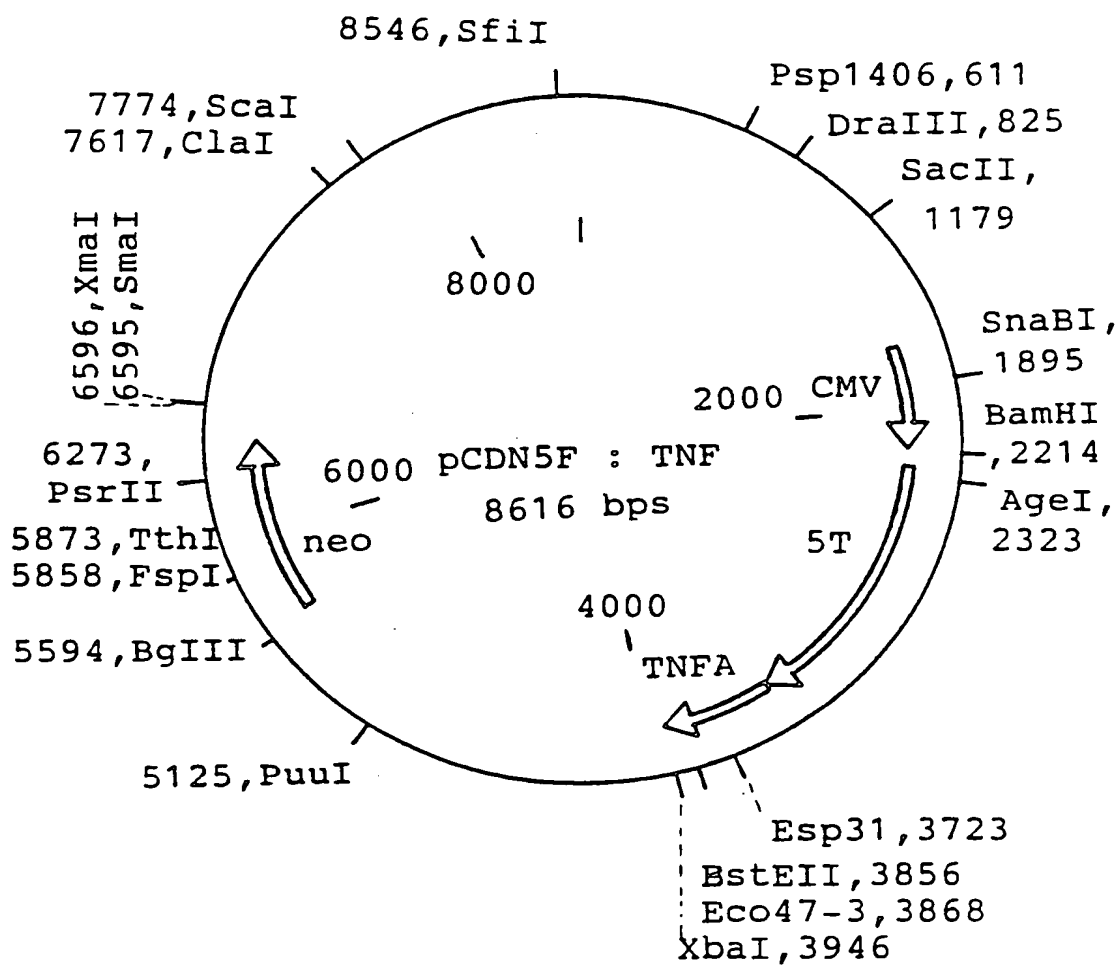 8546,SfiI
Psp1406,611
DraIII,825
SacII,
1179
7774,ScaI
7617,ClaI
8000
6596,XmaI
6595,SmaI
SnaBI,
1895
2000
CMV
BamHI
,2214
AgeI,
2323
pCDN5F : TNF
8616 bps
6000
6273,
PsrII
5T
neo
5873,TthI
5858,FspI
4000
TNFA
5594,BgIII
5125,PuuI
Esp31,3723
BstEII,3856
Eco47-3,3868
XbaI,3946